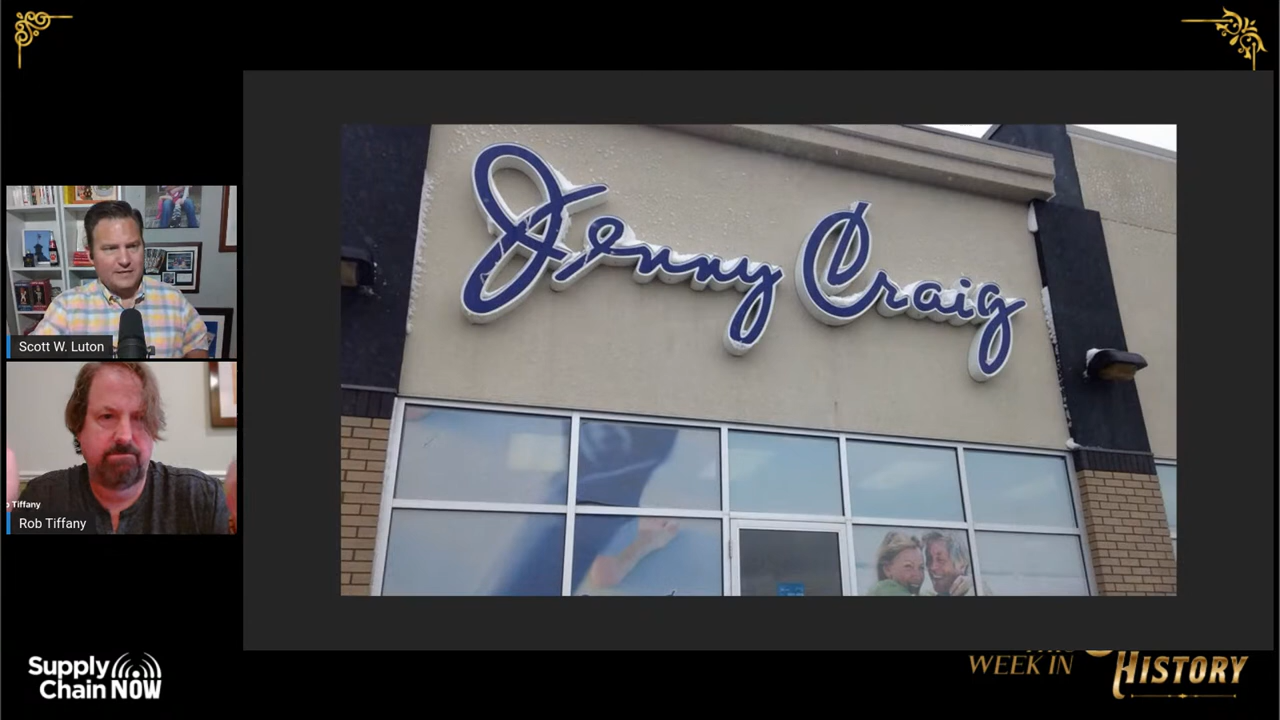 Jenny Craig
Scott W. Luton
Tiffany
Rob Tiffany
Supply
Chain NOW
WEEK IN
HISTORY